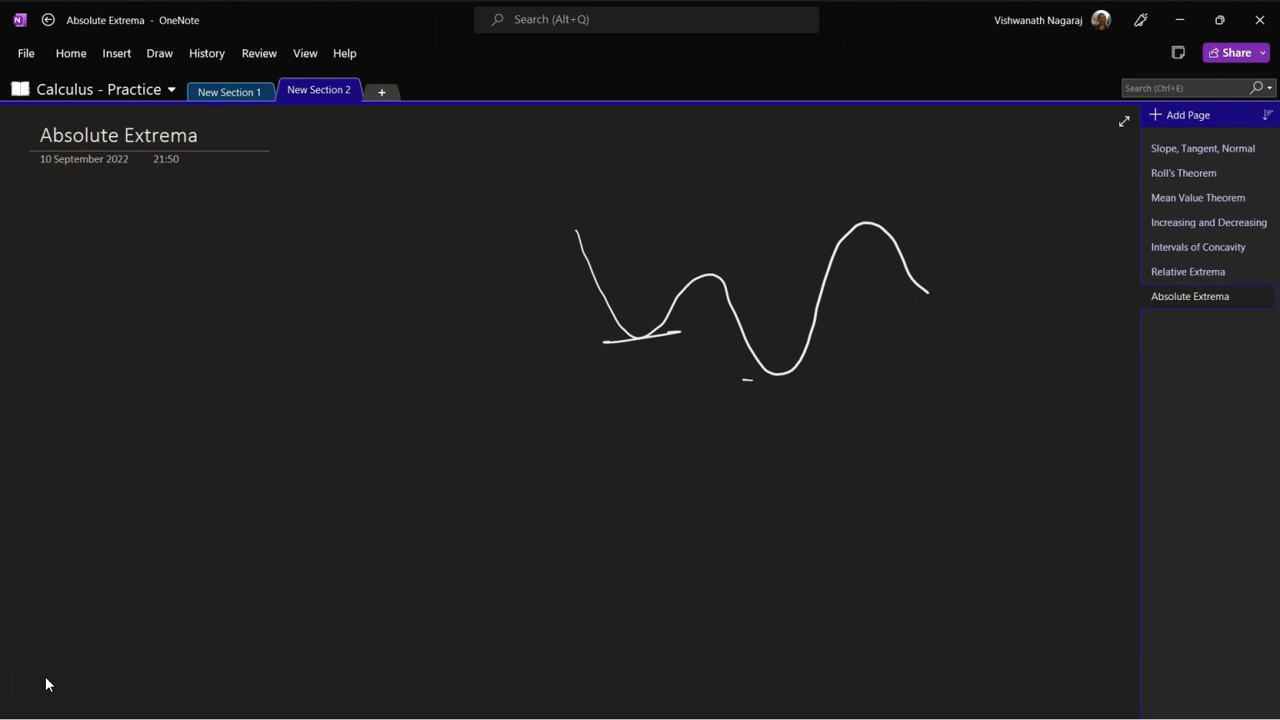 Absolute Extrema - OneNote
Search (Alt+Q)
Vishwanath Nagaraj
File Home Insert Draw History Review View Help
Share
Calculus - Practice
New Section 1
New Section 2
+
Search (Ctrl+E)
Absolute Extrema
10 September 2022 21:50
Add Page
Slope, Tangent, Normal
Roll's Theorem
Mean Value Theorem
Increasing and Decreasing
Intervals of Concavity
Relative Extrema
Absolute Extrema